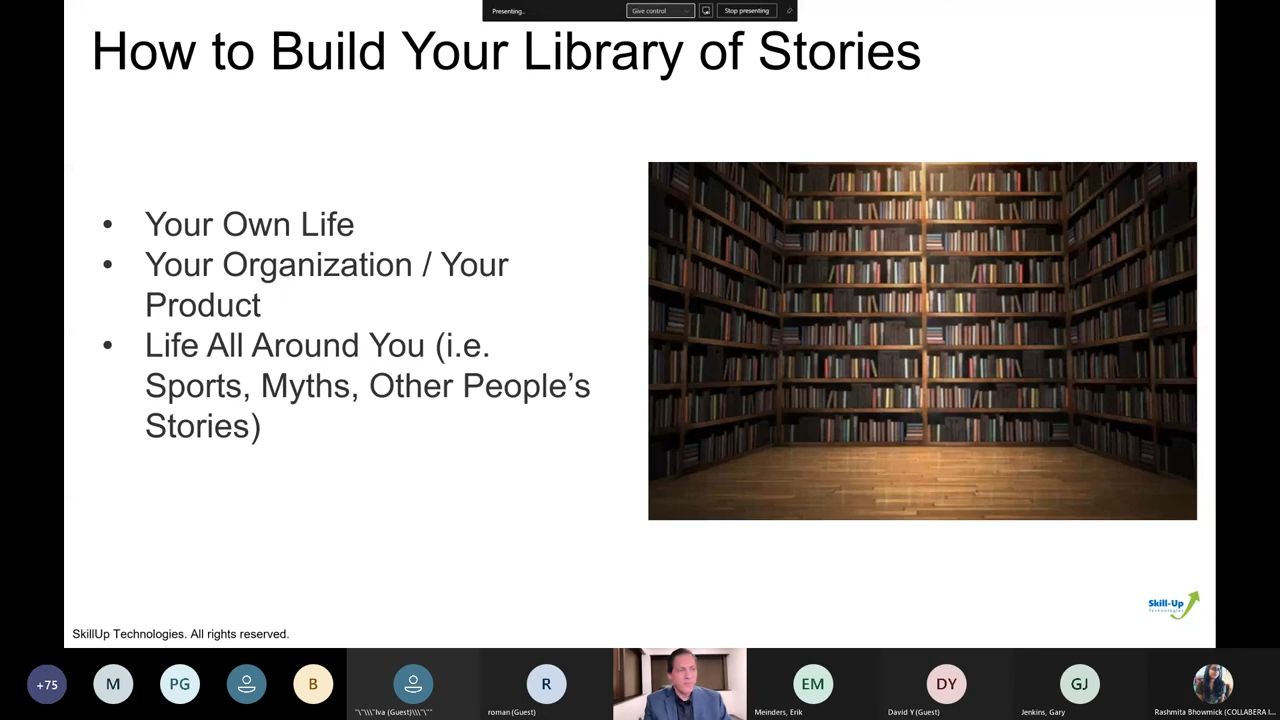 Presenting..
Give control
Stop presenting
How to Build Your Library of Stories
• Your Own Life
• Your Organization / Your
Product
• Life All Around You (i.e.
Sports, Myths, Other People’s
Stories)
Skill-Up
Technologies
SkillUp Technologies. All rights reserved.
+75
M
PG
B
R
EM
DY
GJ
"\"\\\"Iva (Guest)\\\"\""
roman (Guest)
Meinders, Erik
David Y (Guest)
Jenkins, Gary
Rashmita Bhowmick (COLLABERA I...